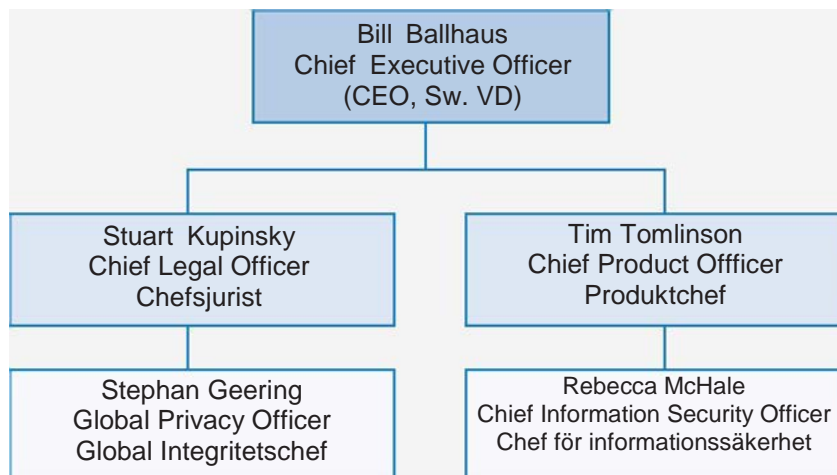 Bill Ballhaus
Chief Executive Officer
(CEO, Sw. VD)
Stuart Kupinsky
Chief Legal Officer
Chefsjurist
Tim Tomlinson
Chief Product Offficer
Produktchef
Stephan Geering
Global Privacy Officer
Global Integritetschef
Rebecca McHale
Chief Information Security Officer
Chef för informationssäkerhet